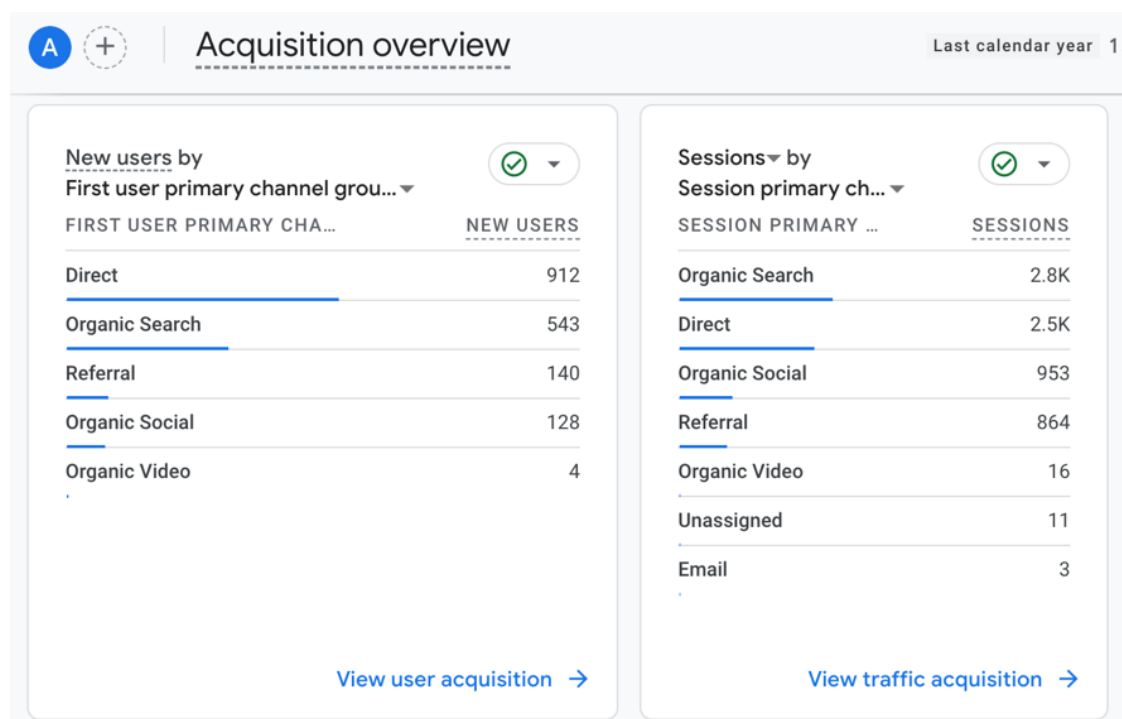 A + Acquisition overview Last calendar year 1
New users by
First user primary channel grou...
FIRST USER PRIMARY CHA... NEW USERS
Direct 912
Organic Search 543
Referral 140
Organic Social 128
Organic Video 4
View user acquisition →
Sessions by
Session primary ch...
SESSION PRIMARY ... SESSIONS
Organic Search 2.8K
Direct 2.5K
Organic Social 953
Referral 864
Organic Video 16
Unassigned 11
Email 3
View traffic acquisition →